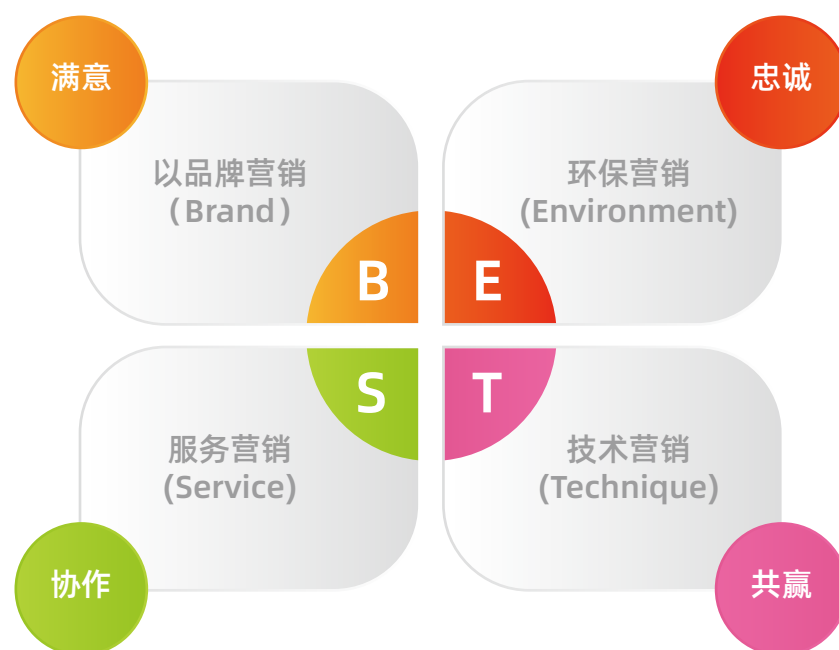 满意
忠诚
以品牌营销
（Brand）
环保营销
(Environment)
B
E
S
T
服务营销
(Service)
技术营销
(Technique)
协作
共赢